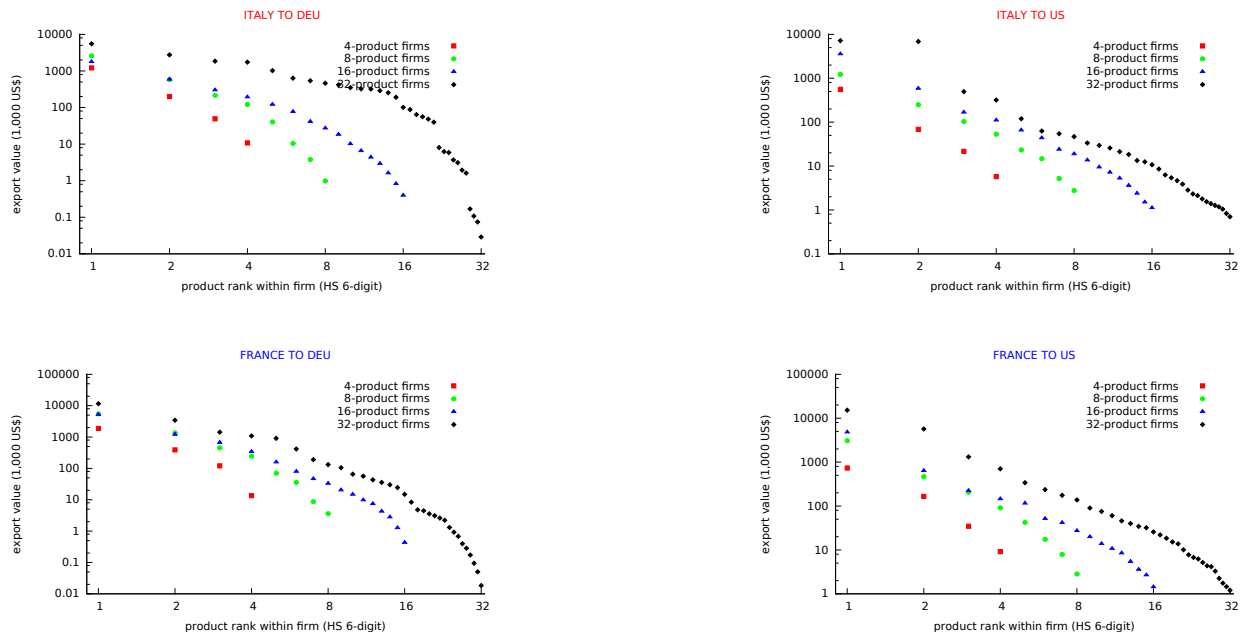 ITALY TO DEU
export value (1,000 US$)
10000
1000
100
10
1
0.1
0.01
4-product firms
8-product firms
16-product firms
32-product firms
1 2 4 8 16 32
product rank within firm (HS 6-digit)
ITALY TO US
export value (1,000 US$)
10000
1000
100
10
1
0.1
4-product firms
8-product firms
16-product firms
32-product firms
1 2 4 8 16 32
product rank within firm (HS 6-digit)
FRANCE TO DEU
export value (1,000 US$)
100000
10000
1000
100
10
1
0.1
0.01
4-product firms
8-product firms
16-product firms
32-product firms
1 2 4 8 16 32
product rank within firm (HS 6-digit)
FRANCE TO US
export value (1,000 US$)
100000
10000
1000
100
10
1
4-product firms
8-product firms
16-product firms
32-product firms
1 2 4 8 16 32
product rank within firm (HS 6-digit)